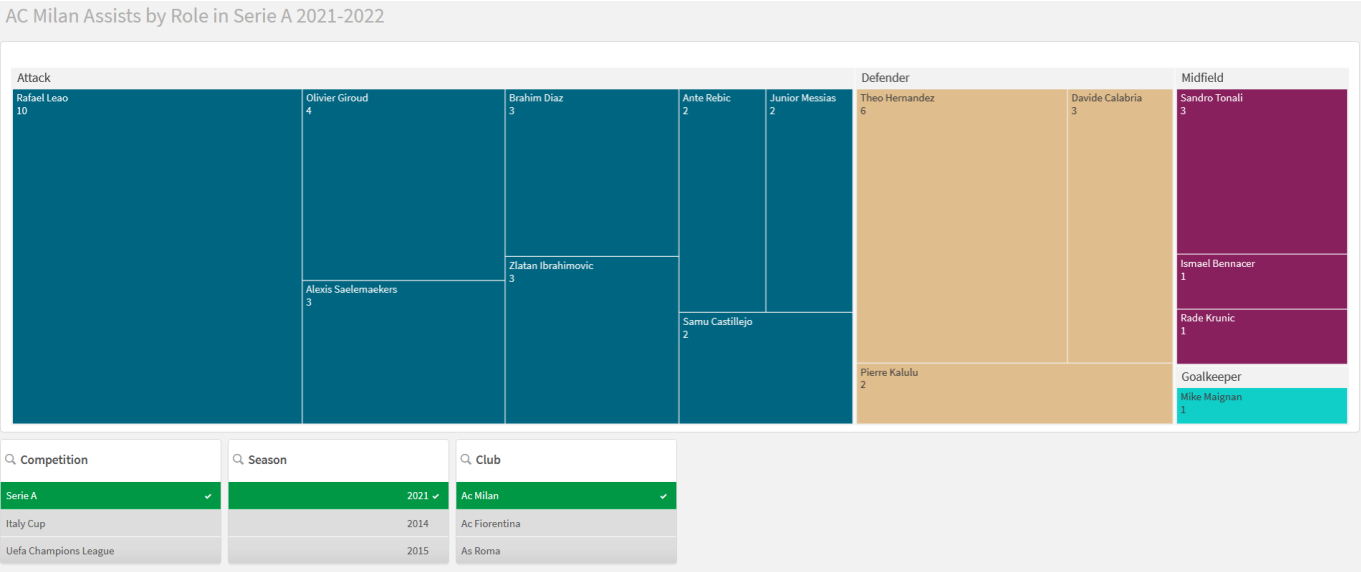 AC Milan Assists by Role in Serie A 2021-2022
Attack
Rafael Leao
10
Olivier Giroud
4
Alexis Saelemaekers
3
Brahim Diaz
3
Zlatan Ibrahimovic
3
Ante Rebic
2
Junior Messias
2
Samu Castillejo
2
Defender
Theo Hernandez
6
Davide Calabria
3
Pierre Kalulu
2
Midfield
Sandro Tonali
3
Ismael Bennacer
1
Rade Krunic
1
Goalkeeper
Mike Maignan
1
Competition
Serie A
Italy Cup
Uefa Champions League
Season
2021
2014
2015
Club
Ac Milan
Ac Fiorentina
As Roma